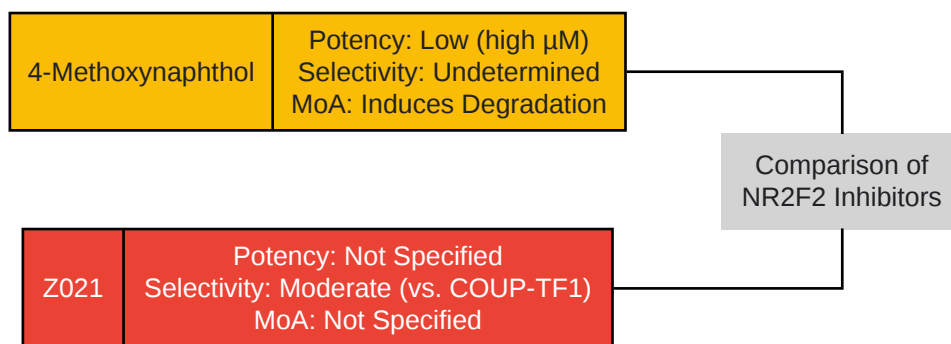 4-Methoxynaphthol
Potency: Low (high µM)
Selectivity: Undetermined
MoA: Induces Degradation
Comparison of
NR2F2 Inhibitors
Z021
Potency: Not Specified
Selectivity: Moderate (vs. COUP-TF1)
MoA: Not Specified